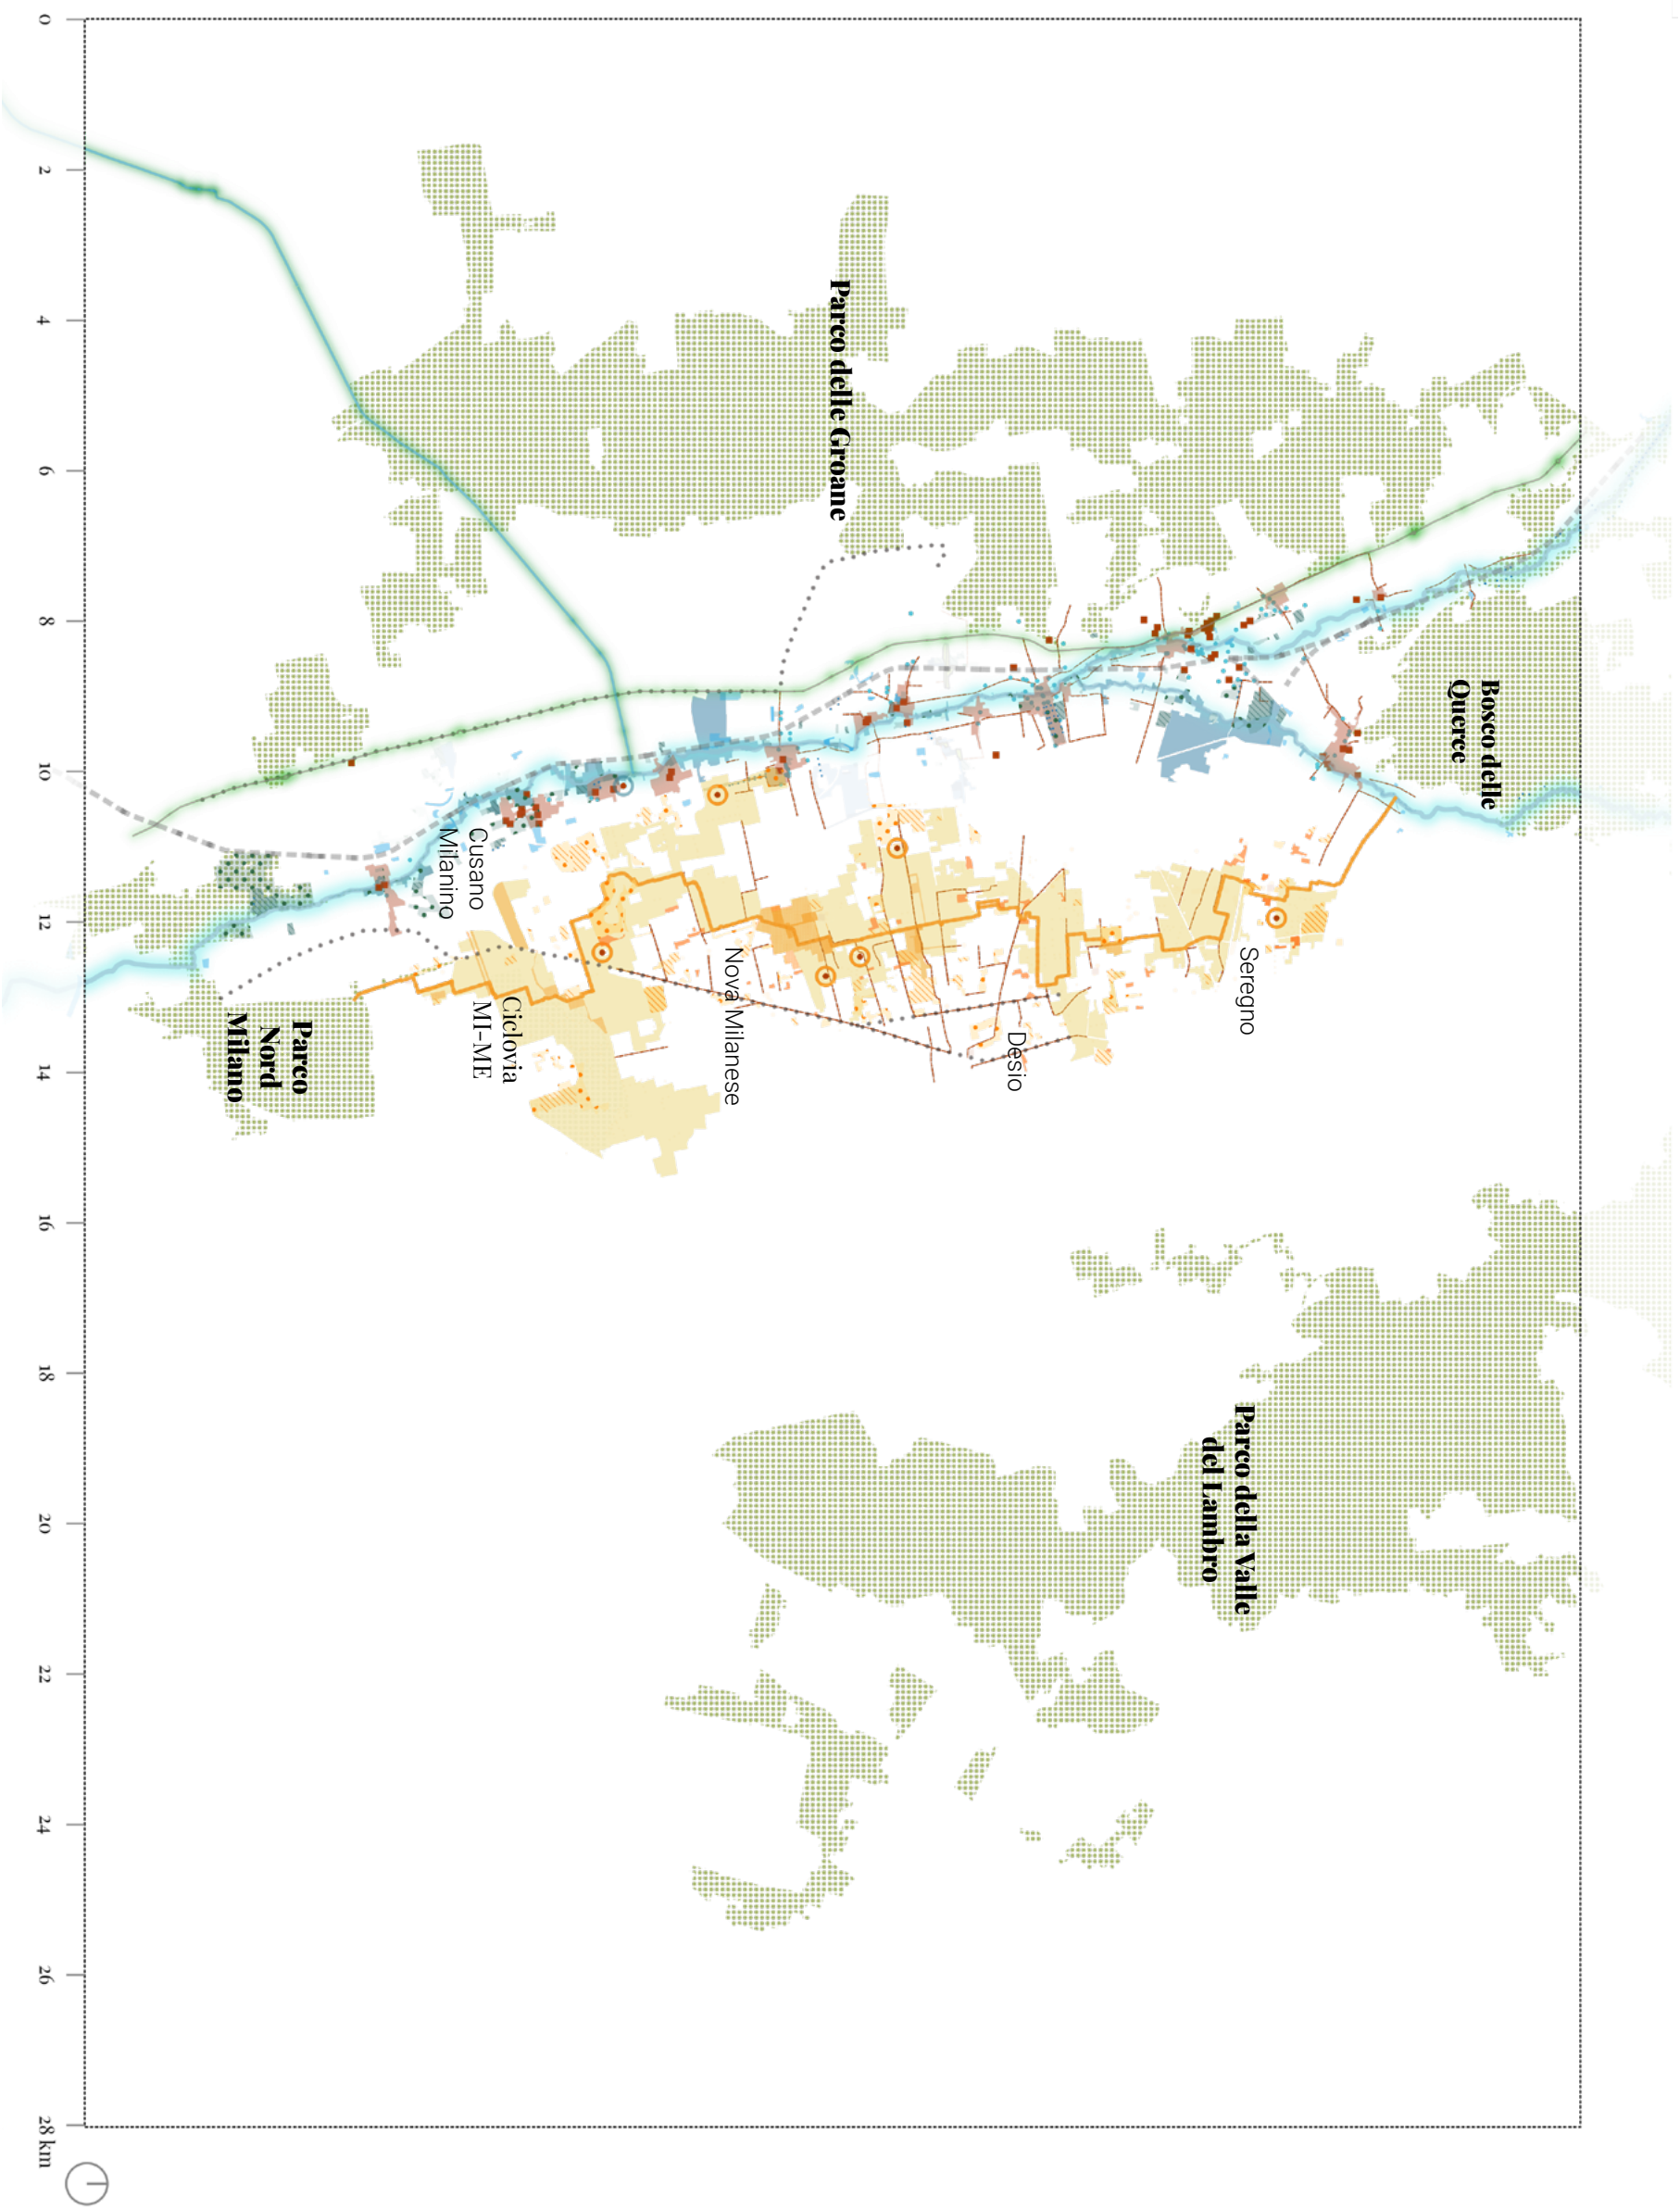 Bosco delle
Querce
Parco delle Groane
Seregno
Desio
Nova Milanese
Ciclovia
MI-ME
Cusano
Milanino
Parco
Nord
Milano
Parco della Valle
del Lambro
0
2
4
6
8
10
12
14
16
18
20
22
24
26
28 km